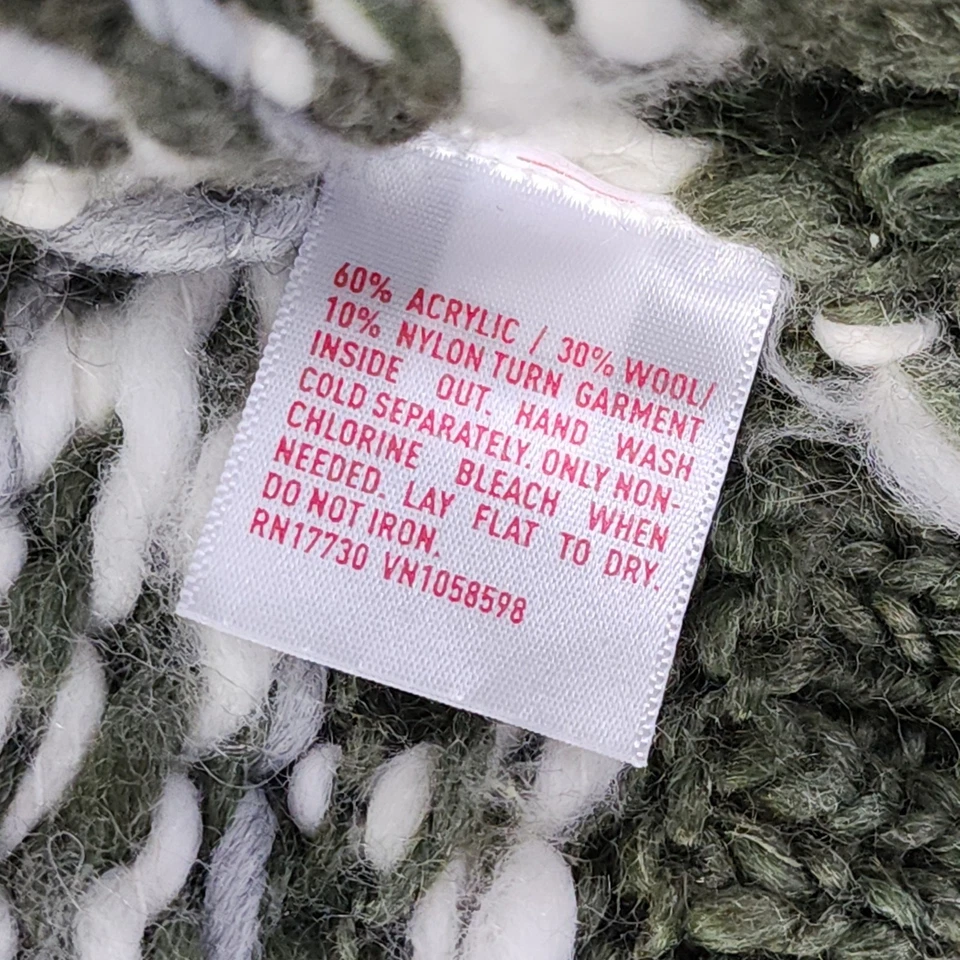 60% ACRYLIC / 30% WOOL/
10% NYLON TURN GARMENT
INSIDE OUT. HAND WASH
COLD SEPARATELY. ONLY NON-
CHLORINE BLEACH WHEN
NEEDED. LAY FLAT TO DRY.
DO NOT IRON.
RN17730 VN1058598